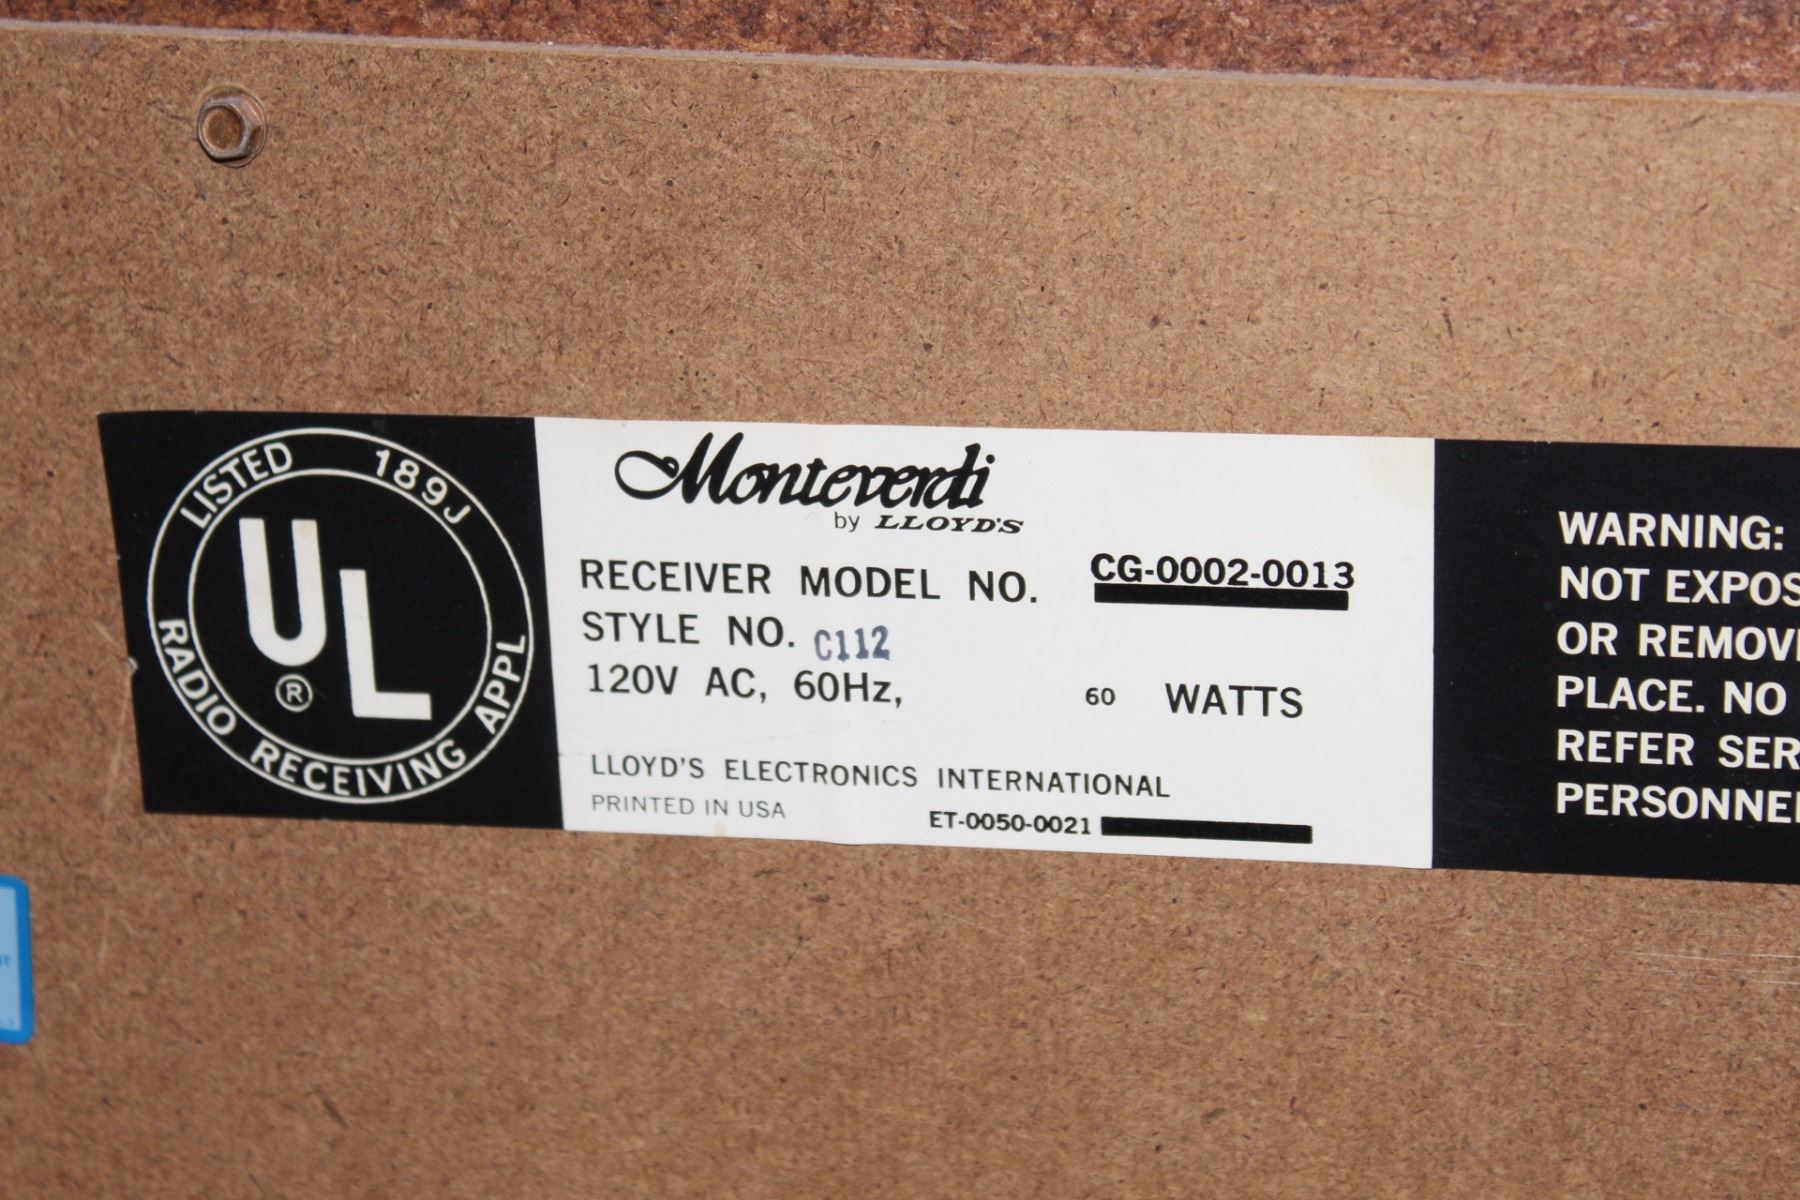 LISTED 189J
UL
®
RADIO RECEIVING APPL
Monteverdi
by LLOYD'S
RECEIVER MODEL NO. CG-0002-0013
STYLE NO. C112
120V AC, 60Hz, 60 WATTS
LLOYD'S ELECTRONICS INTERNATIONAL
PRINTED IN USA
ET-0050-0021
WARNING:
NOT EXPOS
OR REMOV
PLACE. NO
REFER SER
PERSONNE